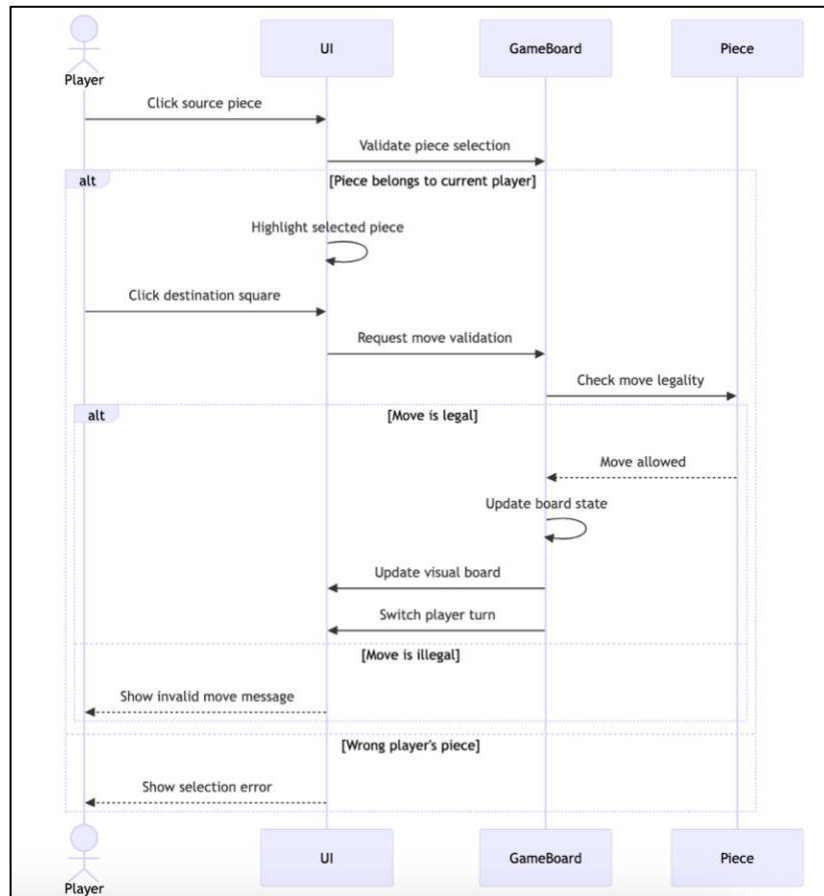 UI
GameBoard
Piece
Player
Click source piece
Validate piece selection
alt
[Piece belongs to current player]
Highlight selected piece
Click destination square
Request move validation
Check move legality
alt
[Move is legal]
Move allowed
Update board state
Update visual board
Switch player turn
[Move is illegal]
Show invalid move message
[Wrong player's piece]
Show selection error
UI
GameBoard
Piece
Player